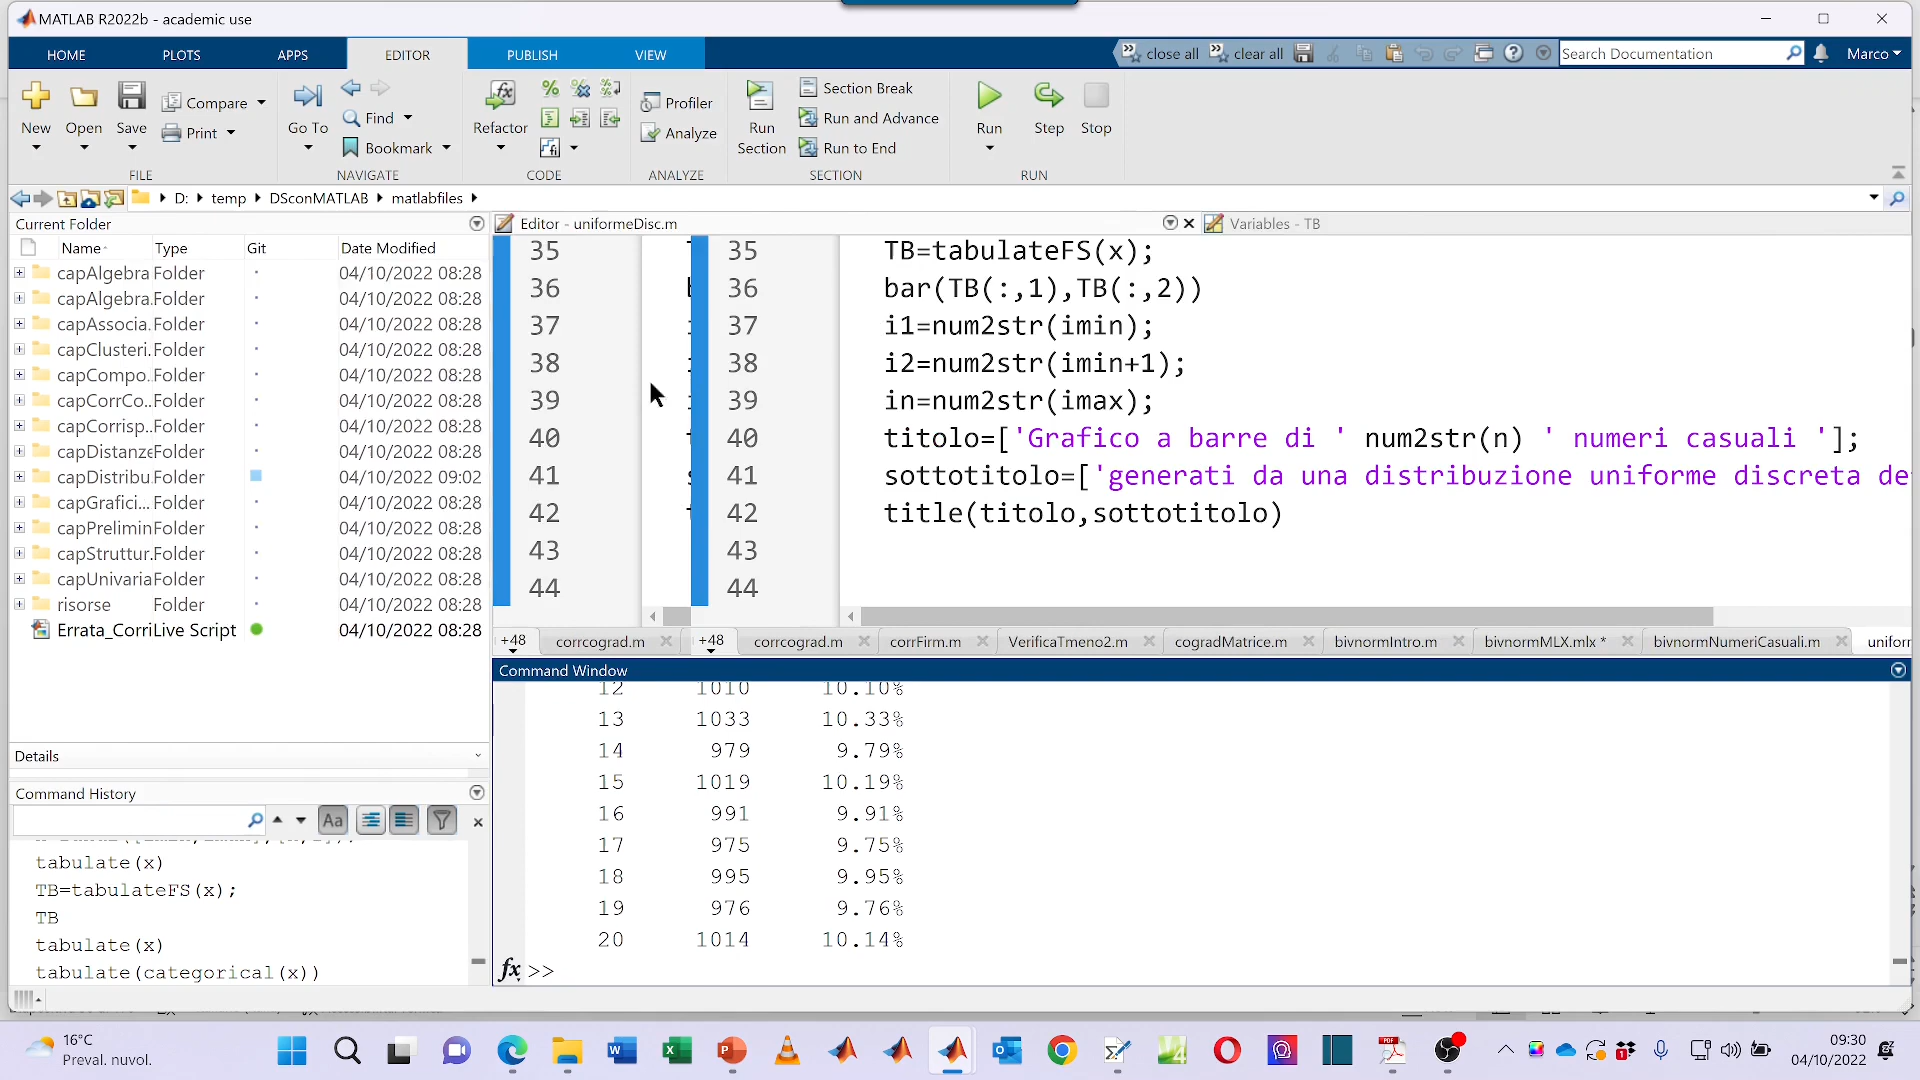 MATLAB R2022b - academic use
HOME PLOTS APPS EDITOR PUBLISH VIEW
close all clear all
Search Documentation
Marco
New Open Save
Compare
Print
FILE
Go To
Find
Bookmark
NAVIGATE
Refactor
CODE
Profiler
Analyze
ANALYZE
Run Section
Section Break
Run and Advance
Run to End
SECTION
Run Step Stop
RUN
D: temp DSconMATLAB matlabfiles
Current Folder
Name Type Git Date Modified
capAlgebra Folder 04/10/2022 08:28
capAlgebra.Folder 04/10/2022 08:28
capAssocia.Folder 04/10/2022 08:28
capClusteri.Folder 04/10/2022 08:28
capCompo.Folder 04/10/2022 08:28
capCorrCo..Folder 04/10/2022 08:28
capCorrisp...Folder 04/10/2022 08:28
capDistanze Folder 04/10/2022 08:28
capDistribu Folder 04/10/2022 09:02
capGrafici...Folder 04/10/2022 08:28
capPrelimin Folder 04/10/2022 08:28
capStruttur.Folder 04/10/2022 08:28
capUnivaria Folder 04/10/2022 08:28
risorse Folder 04/10/2022 08:28
Errata_Corri Live Script 04/10/2022 08:28
Details
Command History
Aa
tabulate(x)
TB=tabulateFS(x);
TB
tabulate(x)
tabulate(categorical(x))
Editor - uniformeDisc.m
Variables - TB
35 35 TB=tabulateFS(x);
36 36 bar(TB(:,1),TB(:,2))
37 37 i1=num2str(imin);
38 38 i2=num2str(imin+1);
39 39 in=num2str(imax);
40 40 titolo=['Grafico a barre di ' num2str(n) ' numeri casuali '];
41 41 sottotitolo=['generati da una distribuzione uniforme discreta de
42 42 title(titolo,sottotitolo)
43 43
44 44
+48 corrcograd.m +48 corrcograd.m corrFirm.m VerificaTmeno2.m cogradMatrice.m bivnormIntro.m bivnormMLX.mlx * bivnormNumeriCasuali.m unifor
Command Window
12 1010 10.10%
13 1033 10.33%
14 979 9.79%
15 1019 10.19%
16 991 9.91%
17 975 9.75%
18 995 9.95%
19 976 9.76%
20 1014 10.14%
fx >>
16°C
Preval. nuvol.
09:30
04/10/2022